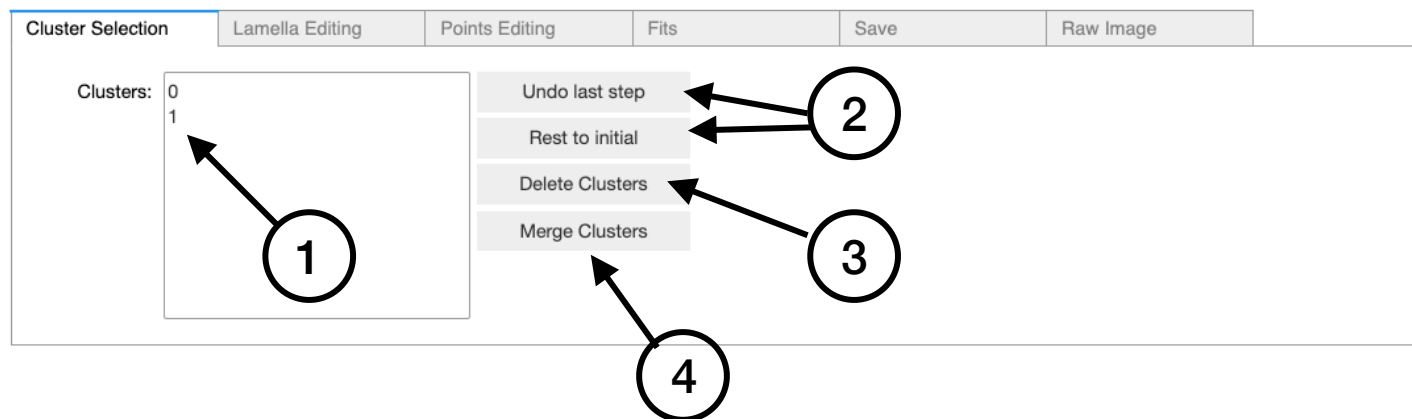 Cluster Selection Lamella Editing Points Editing Fits Save Raw Image
Clusters: 0
1
Undo last step
Rest to initial
Delete Clusters
Merge Clusters
1
2
3
4